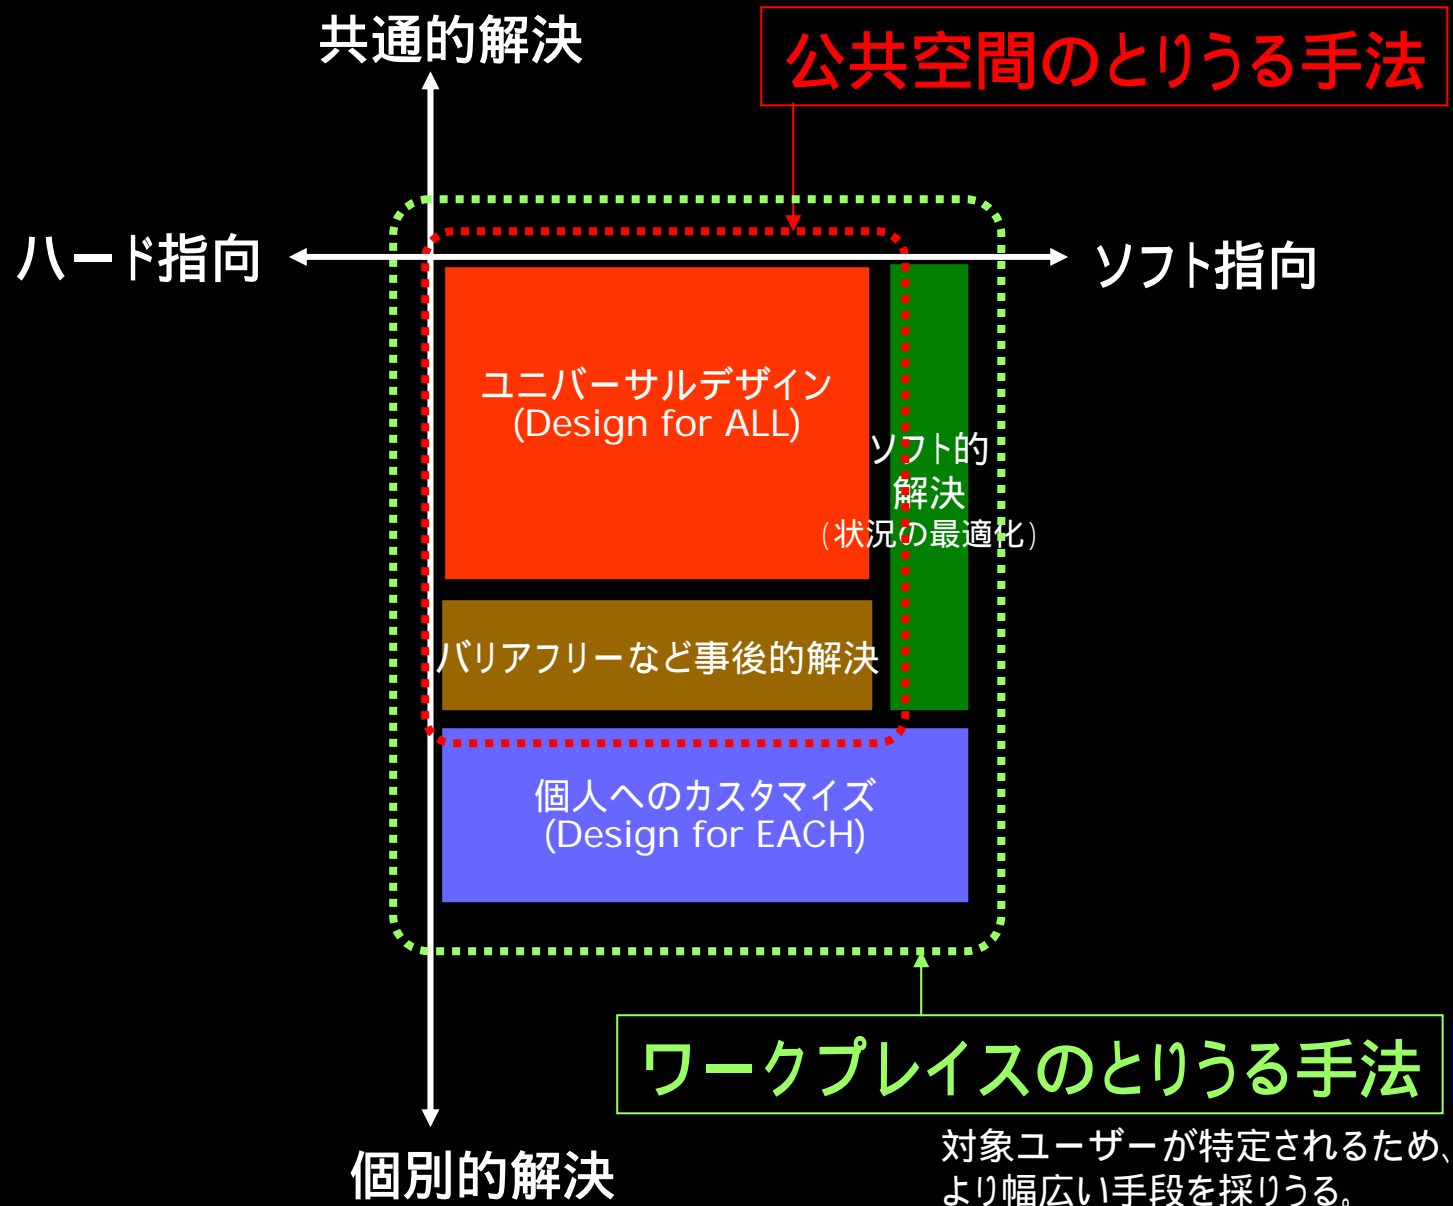 共通的解決
公共空間のとりうる手法
ハード指向
ソフト指向
ユニバーサルデザイン
(Design for ALL)
ソフト的
解決
(状況の最適化)
バリアフリーなど事後的解決
個人へのカスタマイズ
(Design for EACH)
ワークプレイスのとりうる手法
個別的解決
対象ユーザーが特定されるため、
より幅広い手段を採りうる。